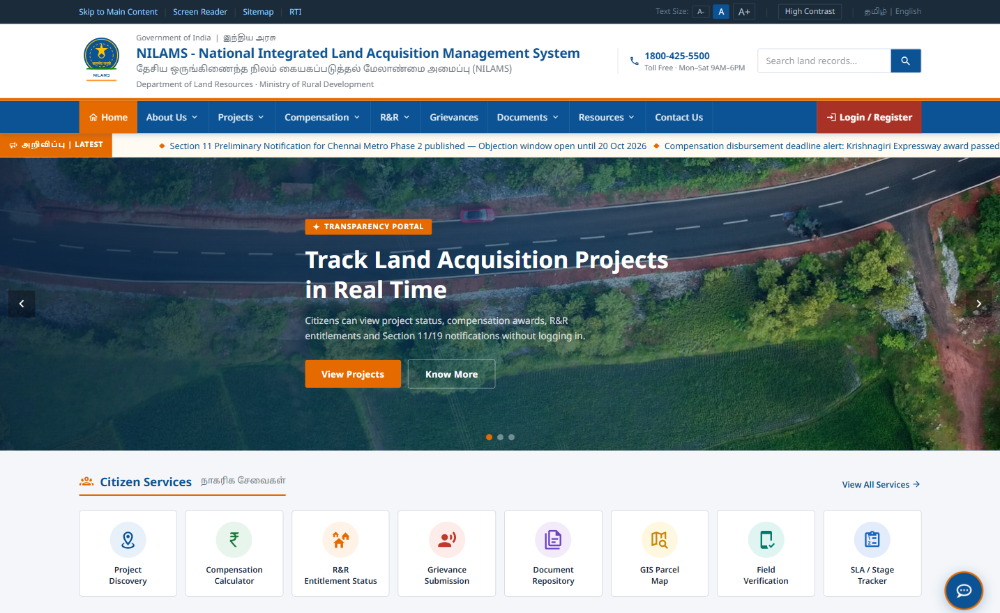 Skip to Main Content | Screen Reader | Sitemap | RTI
Text Size: A- A A+ | High Contrast | தமிழ் | English
NILAMS
Government of India | இந்திய அரசு
NILAMS - National Integrated Land Acquisition Management System
தேசிய ஒருங்கிணைந்த நிலம் கையகப்படுத்தல் மேலாண்மை அமைப்பு (NILAMS)
Department of Land Resources · Ministry of Rural Development
1800-425-5500
Toll Free · Mon–Sat 9AM–6PM
Search land records...
Home About Us Projects Compensation R&R Grievances Documents Resources Contact Us Login / Register
அறிவிப்பு | LATEST
Section 11 Preliminary Notification for Chennai Metro Phase 2 published — Objection window open until 20 Oct 2026 Compensation disbursement deadline alert: Krishnagiri Expressway award passed
TRANSPARENCY PORTAL
Track Land Acquisition Projects
in Real Time
Citizens can view project status, compensation awards, R&R
entitlements and Section 11/19 notifications without logging in.
View Projects Know More
Citizen Services நாகரிக சேவைகள்
View All Services
Project
Discovery
Compensation
Calculator
R&R
Entitlement Status
Grievance
Submission
Document
Repository
GIS Parcel
Map
Field
Verification
SLA / Stage
Tracker